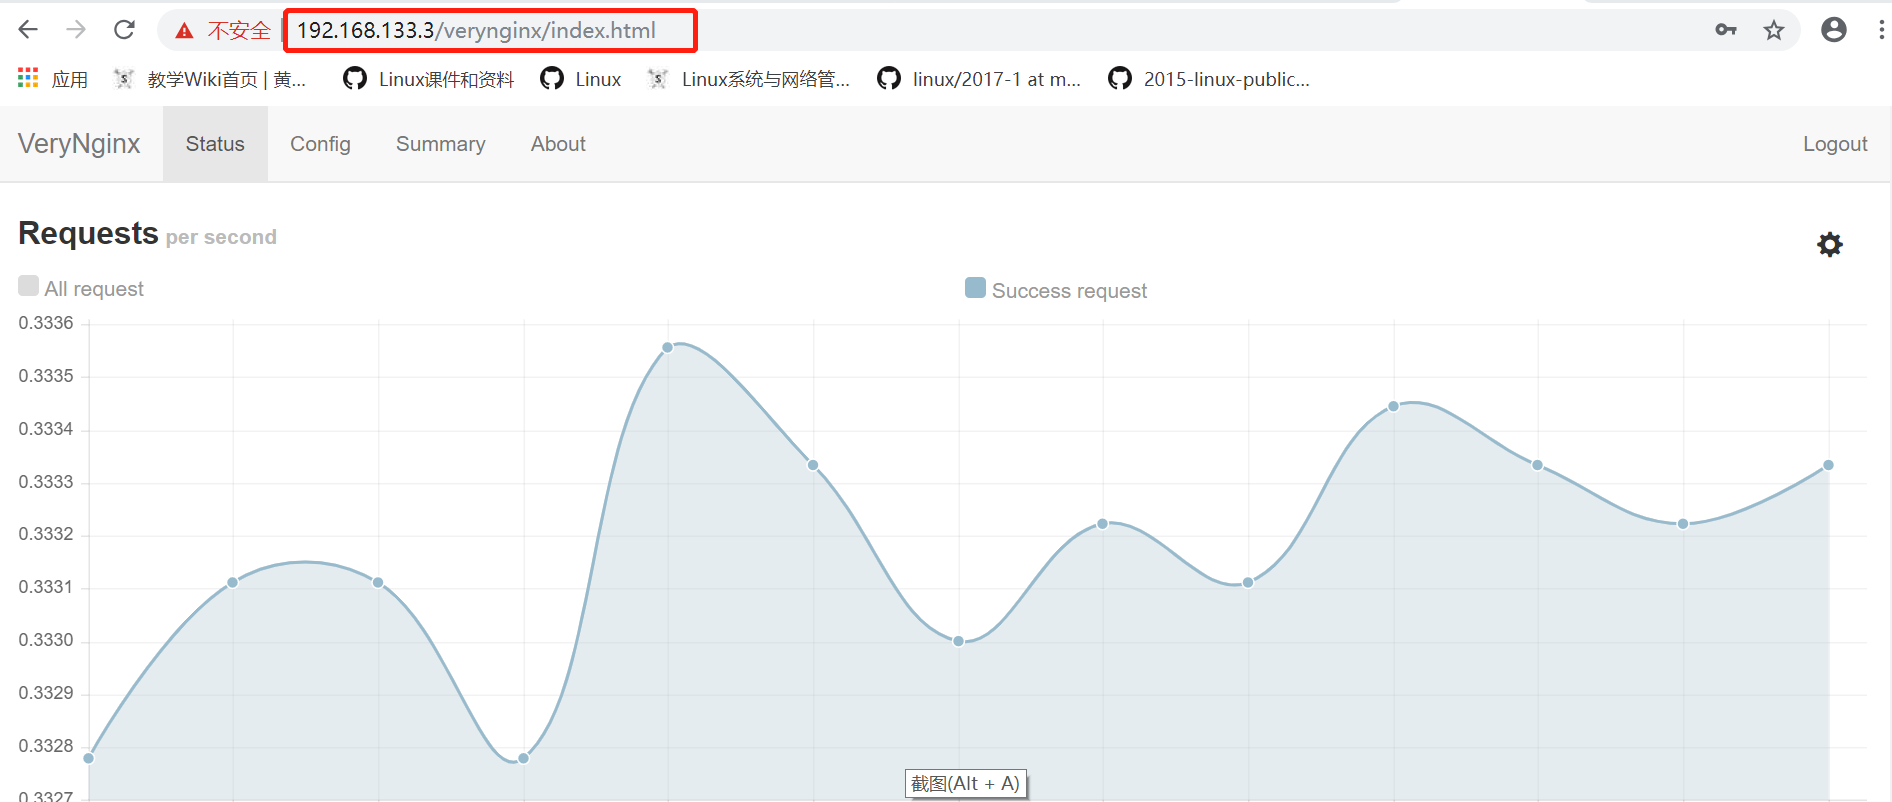 不安全 192.168.133.3/verynginx/index.html
应用 教学Wiki首页 | 黄... Linux课件和资料 Linux Linux系统与网络管... linux/2017-1 at m... 2015-linux-public...
VeryNginx Status Config Summary About Logout
Requests per second
All request Success request
0.3336
0.3335
0.3334
0.3333
0.3332
0.3331
0.3330
0.3329
0.3328
截图(Alt + A)
0.3327